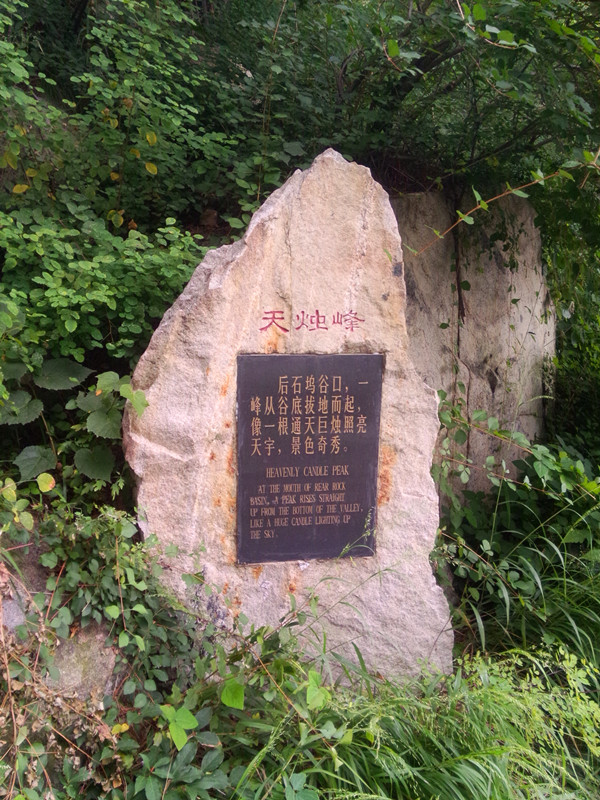 天烛峰
后石坞谷口，一
峰从谷底拔地而起，
像一根通天巨烛照亮
天宇，景色奇秀。
HEAVENLY CANDLE PEAK
AT THE MOUTH OF REAR ROCK
BASIN, A PEAK RISES STRAIGHT
UP FROM THE BOTTOM OF THE VALLEY,
LIKE A HUGE CANDLE LIGHTING UP
THE SKY.